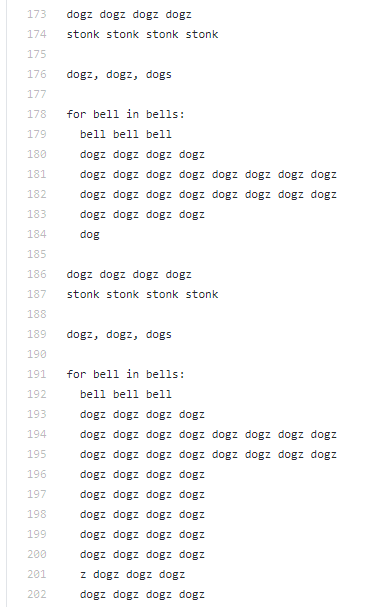 173 dogz dogz dogz dogz
174 stonk stonk stonk stonk
175
176 dogz, dogz, dogs
177
178 for bell in bells:
179   bell bell bell
180   dogz dogz dogz dogz
181   dogz dogz dogz dogz dogz dogz dogz dogz
182   dogz dogz dogz dogz dogz dogz dogz dogz
183   dogz dogz dogz dogz
184   dog
185
186 dogz dogz dogz dogz
187 stonk stonk stonk stonk
188
189 dogz, dogz, dogs
190
191 for bell in bells:
192   bell bell bell
193   dogz dogz dogz dogz
194   dogz dogz dogz dogz dogz dogz dogz dogz
195   dogz dogz dogz dogz dogz dogz dogz dogz
196   dogz dogz dogz dogz
197   dogz dogz dogz dogz
198   dogz dogz dogz dogz
199   dogz dogz dogz dogz
200   dogz dogz dogz dogz
201   z dogz dogz dogz
202   dogz dogz dogz dogz